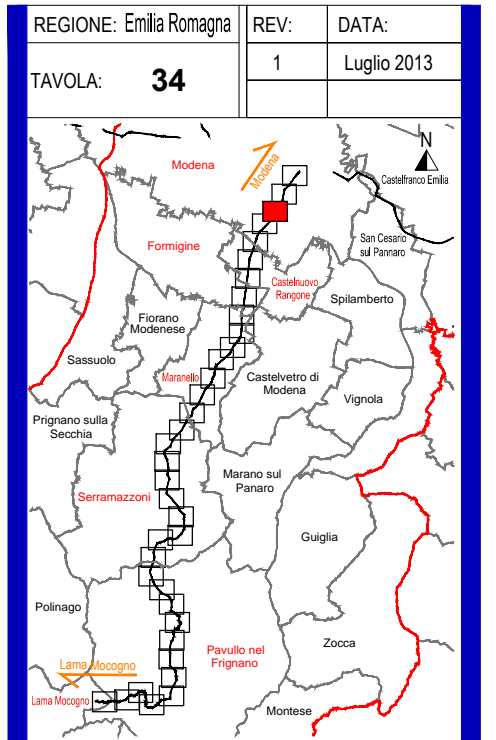 REGIONE: Emilia Romagna
REV:
DATA:
TAVOLA: 34
1
Luglio 2013
Modena
Modena
N
Castelfranco Emilia
San Cesario
sul Pannaro
Formigine
Castelnuovo
Rangone
Spilamberto
Fiorano
Modenese
Sassuolo
Maranello
Castelvetro di
Modena
Vignola
Prignano sulla
Secchia
Marano sul
Panaro
Serramazzoni
Guiglia
Polinago
Zocca
Pavullo nel
Frignano
Lama Mocogno
Lama Mocogno
Montese